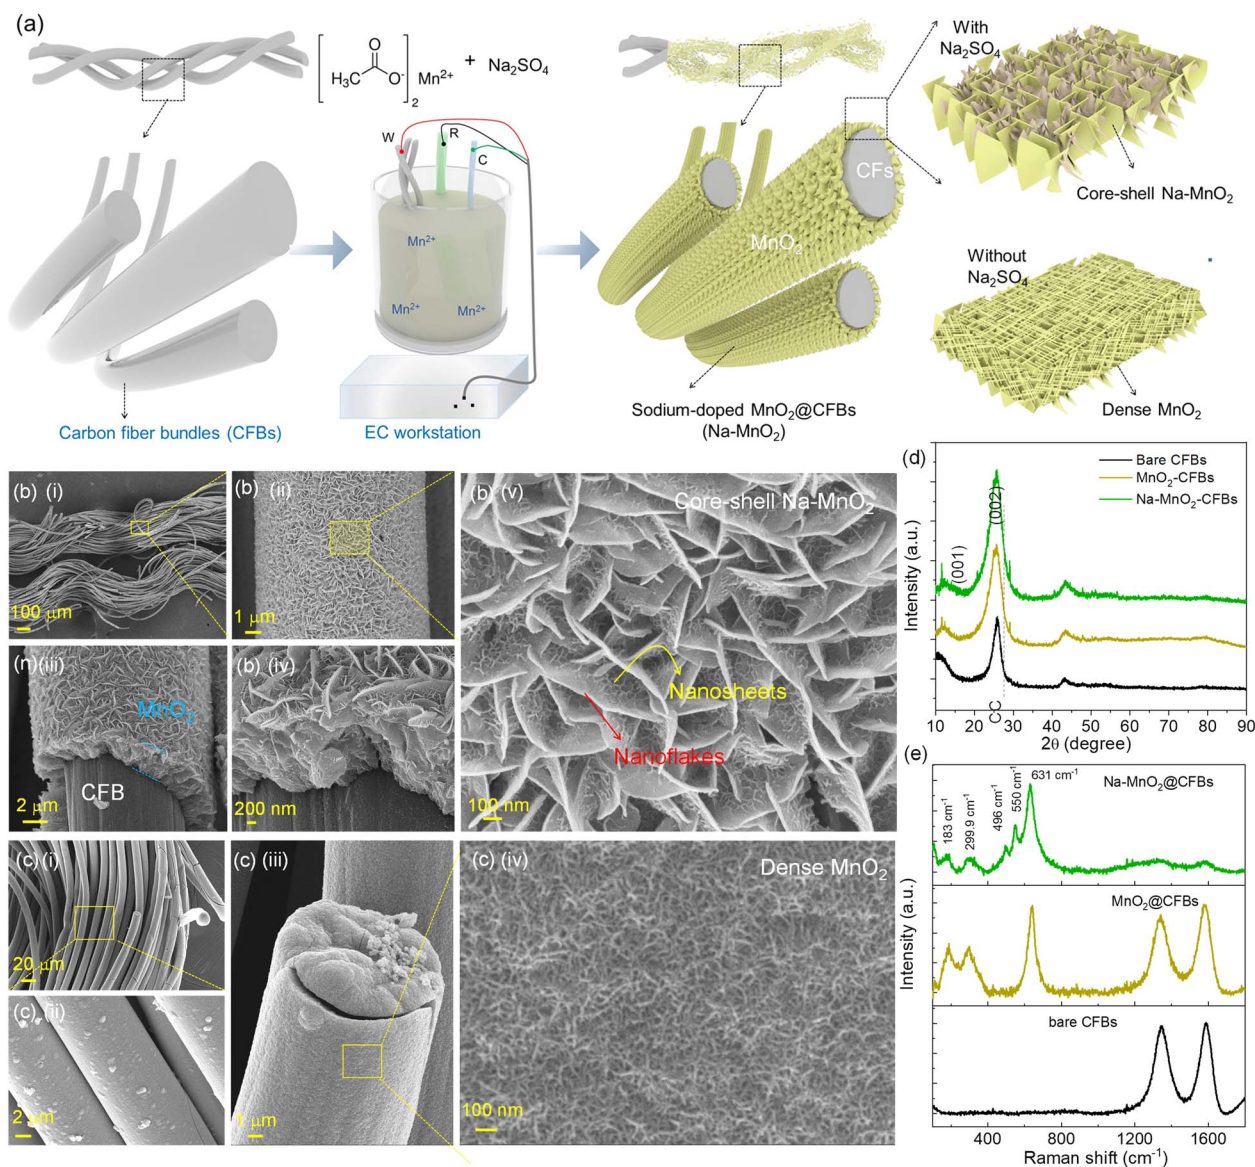 (a)
[H₃C O O⁻]₂ Mn²⁺ + Na₂SO₄
With
Na₂SO₄
W
R
C
Mn²⁺
Mn²⁺
Mn²⁺
CFs
MnO₂
Core-shell Na-MnO₂
Without
Na₂SO₄
Dense MnO₂
Carbon fiber bundles (CFBs)
EC workstation
Sodium-doped MnO₂@CFBs
(Na-MnO₂)
(b) (i)
100 μm
(b) (ii)
1 μm
(n)(iii)
MnO₂
CFB
2 μm
(b) (iv)
200 nm
(b) (v)
Core-shell Na-MnO₂
Nanosheets
Nanoflakes
100 nm
(c) (i)
20 μm
(c) (ii)
2 μm
(c) (iii)
1 μm
(c) (iv)
Dense MnO₂
100 nm
(d)
Bare CFBs
MnO₂-CFBs
Na-MnO₂-CFBs
(001)
(002)
CC
Intensity (a.u.)
10 20 30 40 50 60 70 80 90
2θ (degree)
(e)
Na-MnO₂@CFBs
183 cm⁻¹
299.9 cm⁻¹
496 cm⁻¹
550 cm⁻¹
631 cm⁻¹
MnO₂@CFBs
bare CFBs
Intensity (a.u.)
400 800 1200 1600
Raman shift (cm⁻¹)